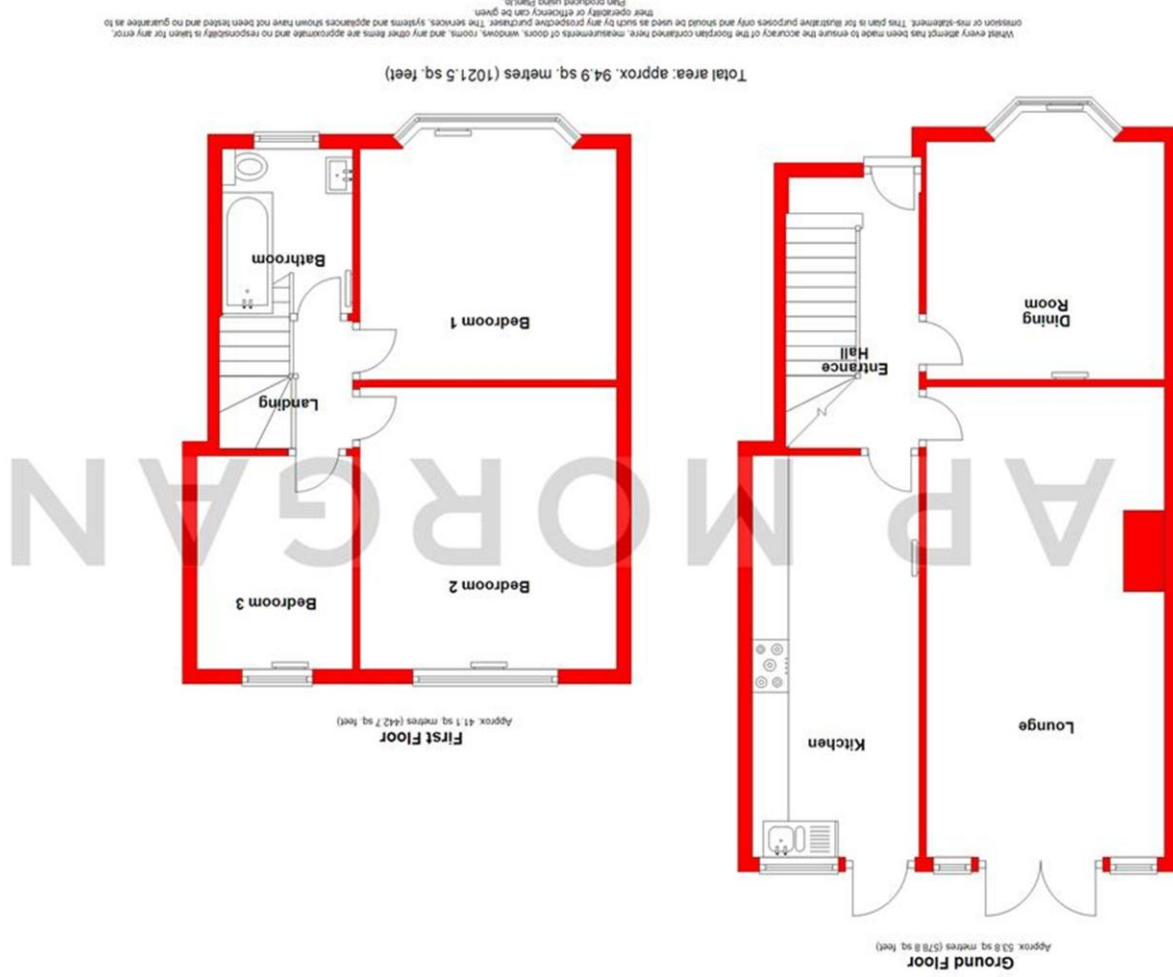 Ground Floor
Approx. 53.8 sq. metres (578.8 sq. feet)
Lounge
Kitchen
Dining
Room
Entrance
Hall
First Floor
Approx. 41.1 sq. metres (442.7 sq. feet)
Bedroom 2
Bedroom 3
Landing
Bedroom 1
Bathroom
AP MORGAN
Total area: approx. 94.9 sq. metres (1021.5 sq. feet)
Whilst every attempt has been made to ensure the accuracy of the floorplan contained here, measurements of doors, windows, rooms, and any other items are approximate and no responsibility is taken for any error,
omission or mis-statement. This plan is for illustrative purposes only and should be used as such by any prospective purchaser. The services, systems and appliances shown have not been tested and no guarantee as to
their operability or efficiency can be given.
Plan produced using PlanUp.